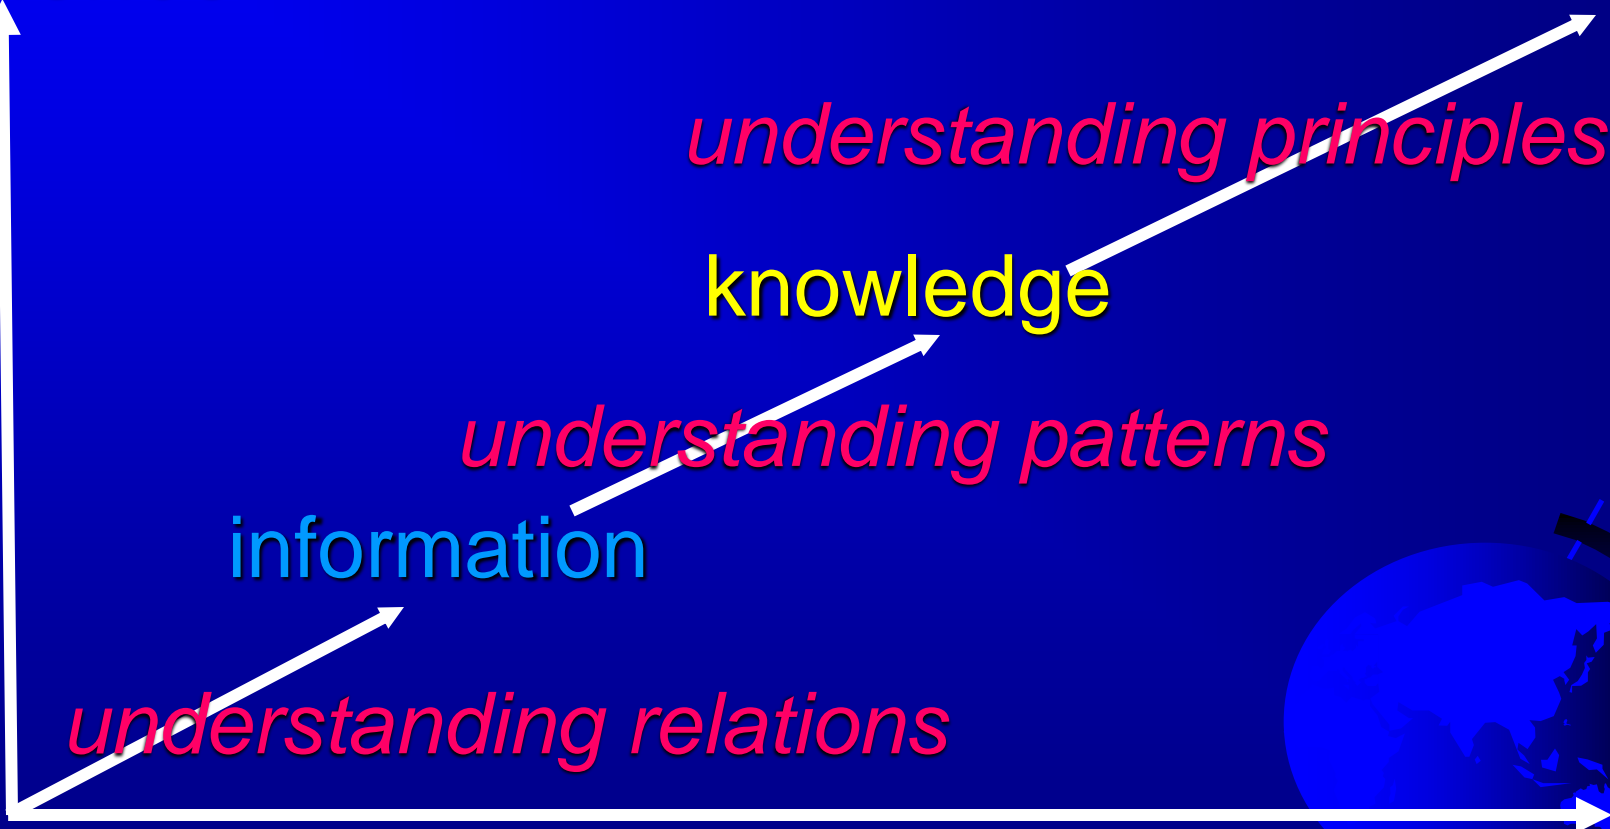 understanding principles
knowledge
understanding patterns
information
understanding relations